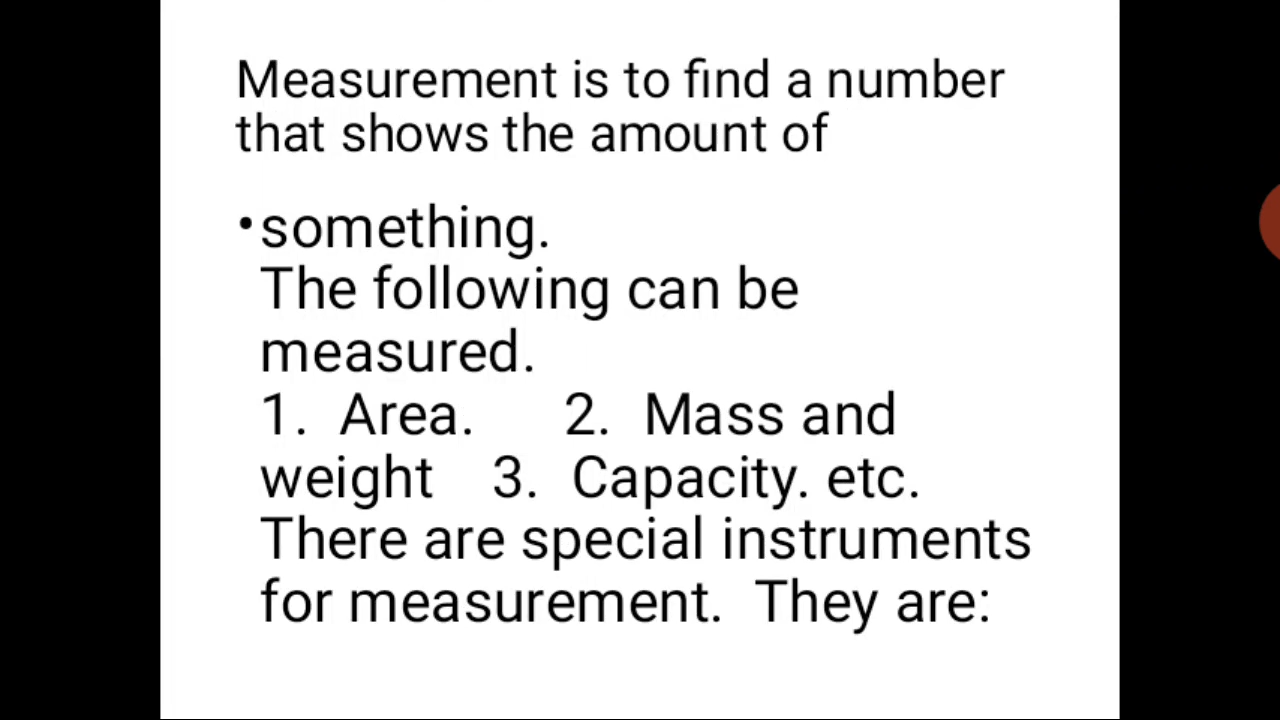 Measurement is to find a number
that shows the amount of
•something.
The following can be
measured.
1. Area. 2. Mass and
weight 3. Capacity. etc.
There are special instruments
for measurement. They are: